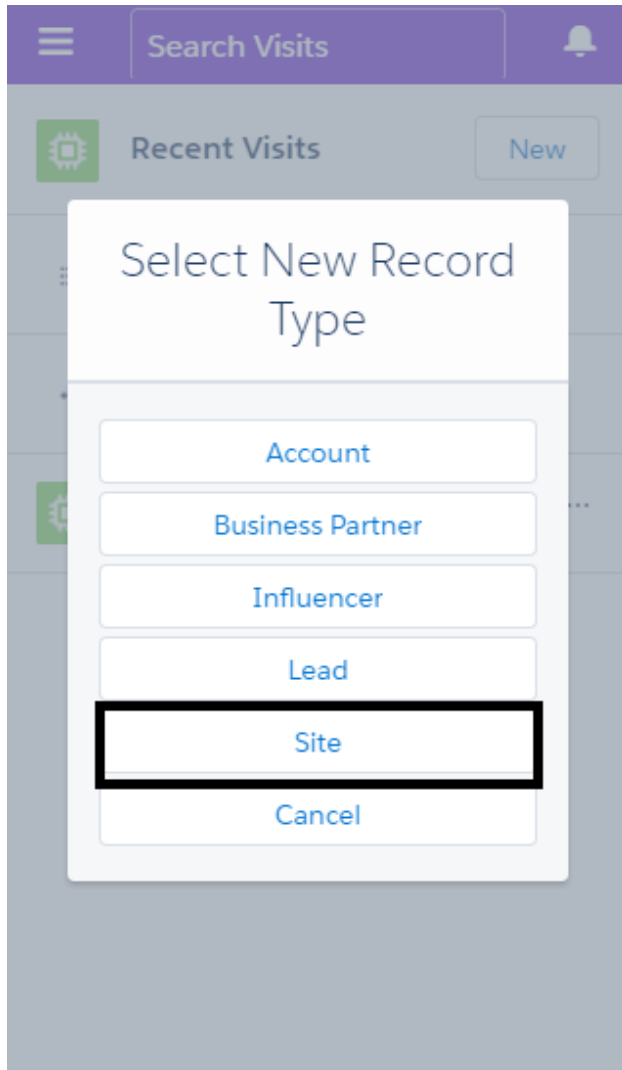 Search Visits
Recent Visits
New
Select New Record
Type
Account
Business Partner
Influencer
Lead
Site
Cancel
...